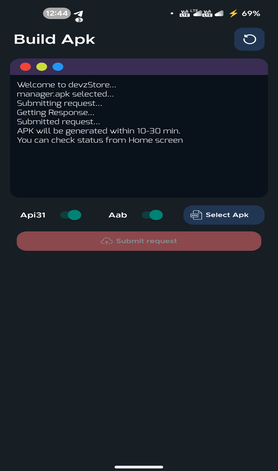 12:44
69%
Build Apk
Welcome to devzStore...
manager.apk selected...
Submitting request...
Getting Response...
Submitted request...
APK will be generated within 10-30 min.
You can check status from Home screen
Api31
Aab
Select Apk
Submit request